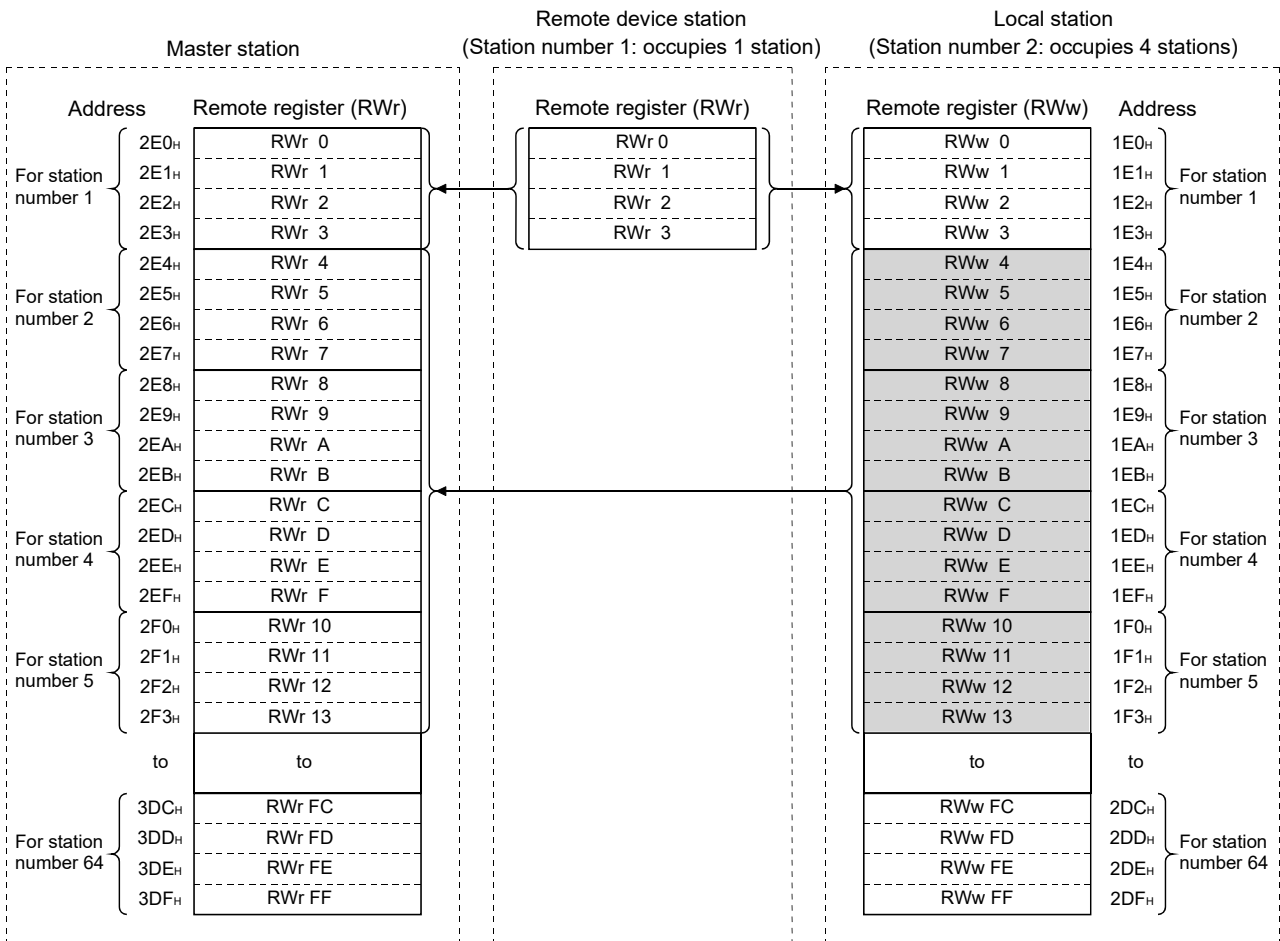 Master station
Remote device station
(Station number 1: occupies 1 station)
Local station
(Station number 2: occupies 4 stations)
Address Remote register (RWr) Remote register (RWr) Remote register (RWw) Address
For station number 1
2E0H RWr 0 RWr 0 RWw 0 1E0H
2E1H RWr 1 RWr 1 RWw 1 1E1H
2E2H RWr 2 RWr 2 RWw 2 1E2H
2E3H RWr 3 RWr 3 RWw 3 1E3H
For station number 1
For station number 2
2E4H RWr 4 RWw 4 1E4H
2E5H RWr 5 RWw 5 1E5H
2E6H RWr 6 RWw 6 1E6H
2E7H RWr 7 RWw 7 1E7H
For station number 2
For station number 3
2E8H RWr 8 RWw 8 1E8H
2E9H RWr 9 RWw 9 1E9H
2EAH RWr A RWw A 1EAH
2EBH RWr B RWw B 1EBH
For station number 3
For station number 4
2ECH RWr C RWw C 1ECH
2EDH RWr D RWw D 1EDH
2EEH RWr E RWw E 1EEH
2EFH RWr F RWw F 1EFH
For station number 4
For station number 5
2F0H RWr 10 RWw 10 1F0H
2F1H RWr 11 RWw 11 1F1H
2F2H RWr 12 RWw 12 1F2H
2F3H RWr 13 RWw 13 1F3H
For station number 5
to to to to
For station number 64
3DCH RWr FC RWw FC 2DCH
3DDH RWr FD RWw FD 2DDH
3DEH RWr FE RWw FE 2DEH
3DFH RWr FF RWw FF 2DFH
For station number 64